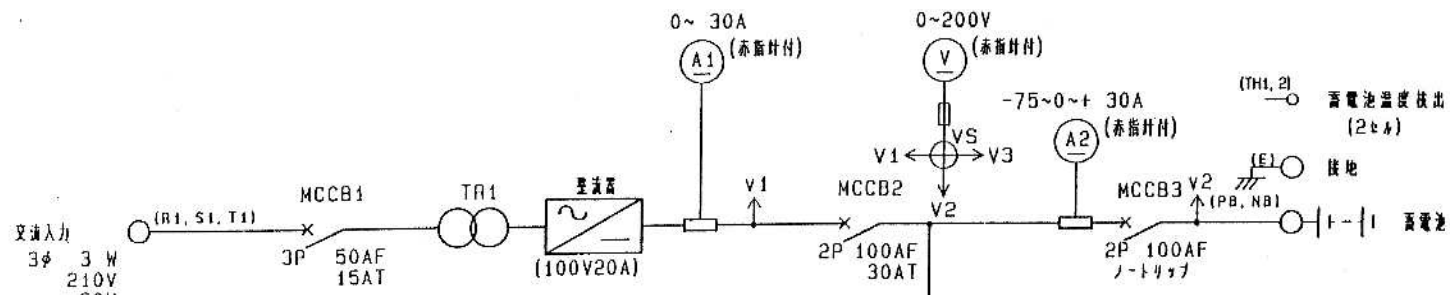 0~ 30A
(赤指針付)
A1
0~200V
(赤指針付)
V
-75~0~+ 30A
(赤指針付)
A2
VS
V1
V3
V2
(TH1, 2)
蓄電池温度検出
(2セル)
(E)
接地
交流入力
3φ 3 W
210V
(R1, S1, T1)
MCCB1
3P 50AF
15AT
TR1
整流器
(100V20A)
V1
MCCB2
2P 100AF
30AT
MCCB3
2P 100AF
ノートリップ
V2
(PB, NB)
蓄電池